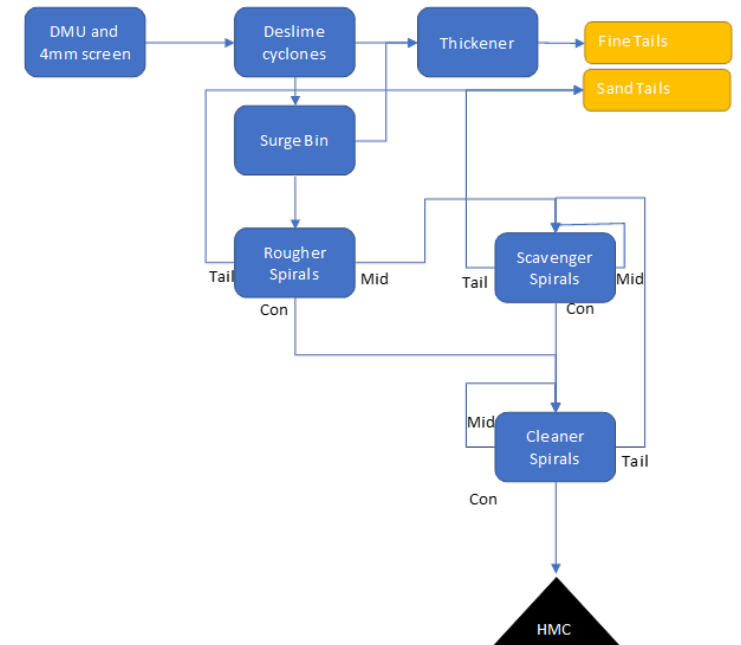 DMU and
4mm screen
Deslime
cyclones
Thickener
Fine Tails
Sand Tails
Surge Bin
Rougher
Spirals
Tail
Mid
Con
Scavenger
Spirals
Tail
Mid
Con
Mid
Cleaner
Spirals
Tail
Con
HMC